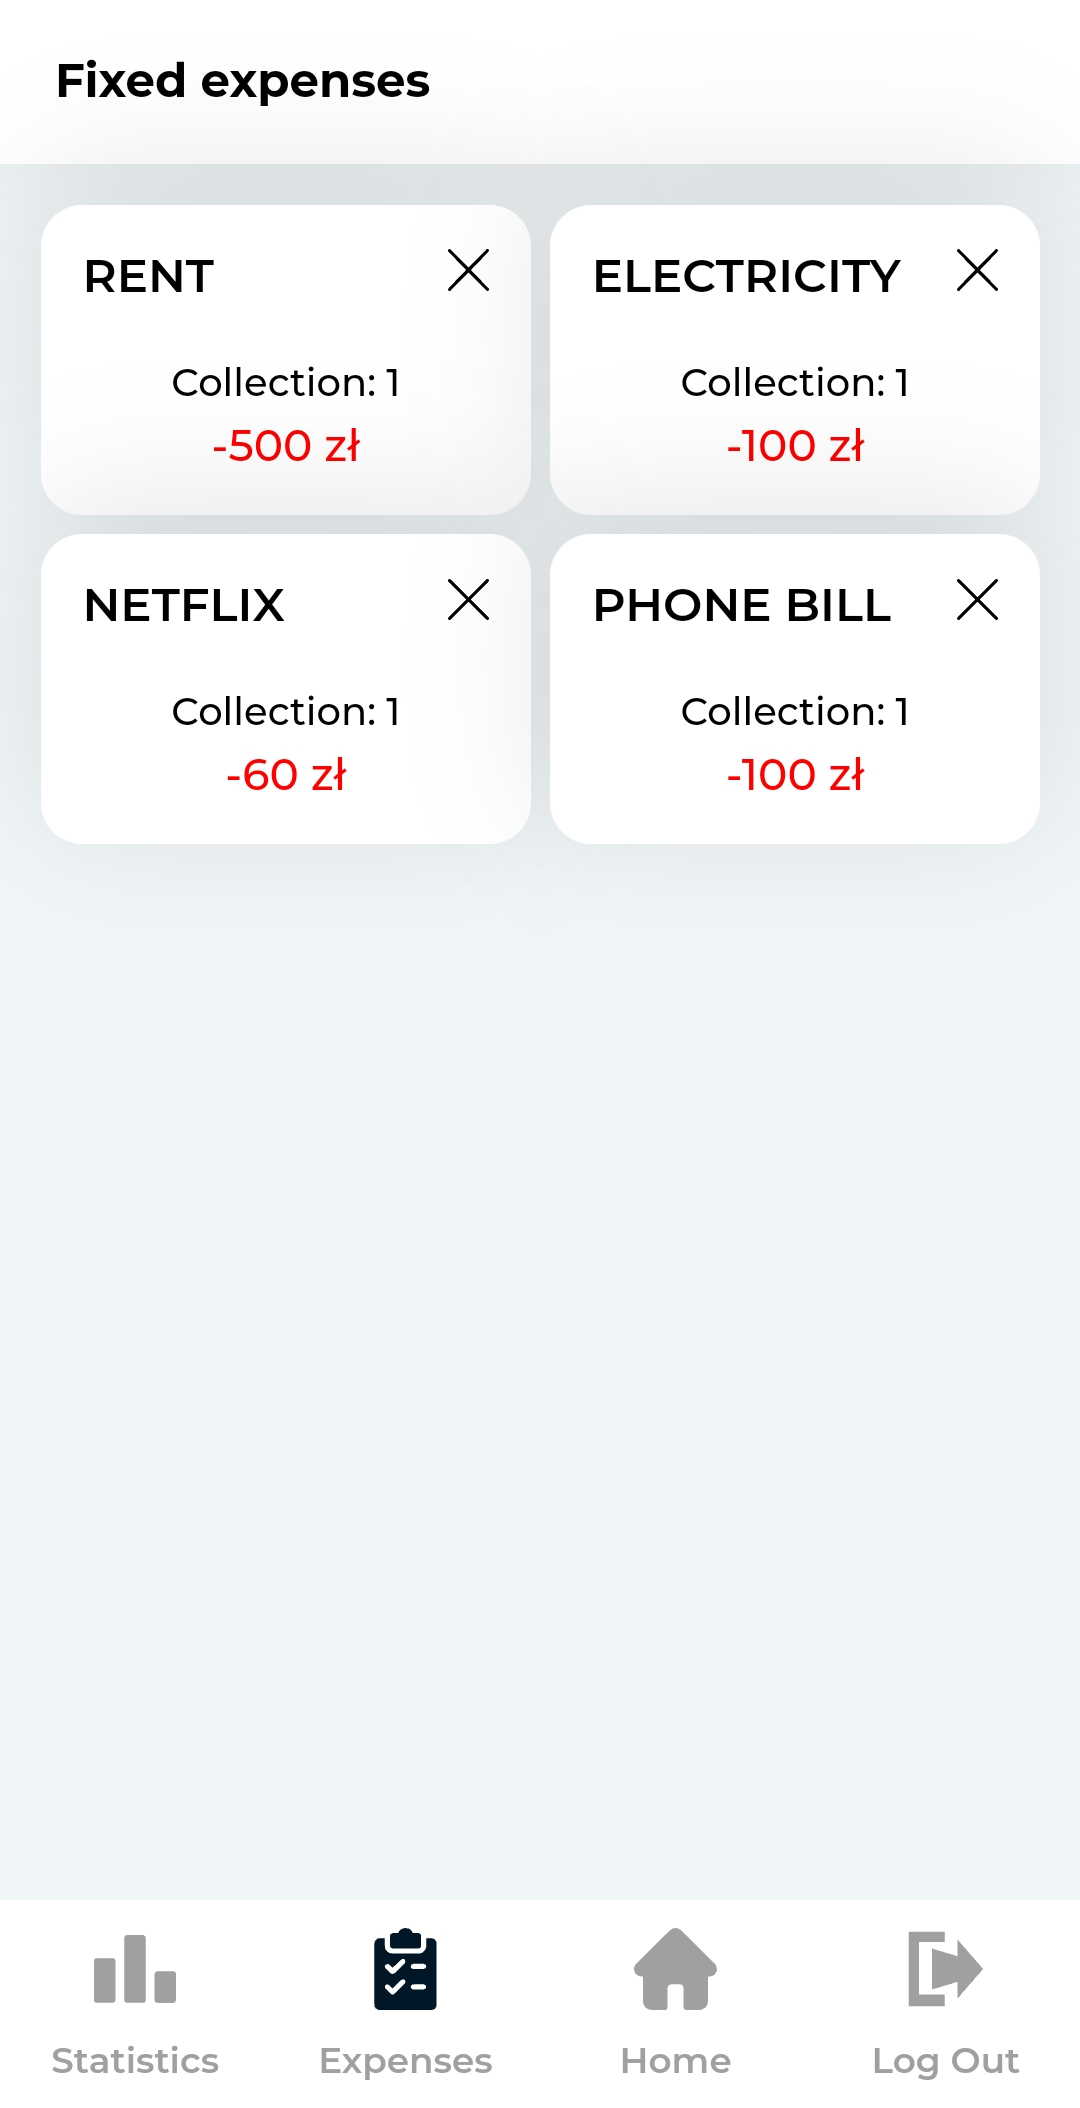 Fixed expenses
RENT
Collection: 1
-500 zł
ELECTRICITY
Collection: 1
-100 zł
NETFLIX
Collection: 1
-60 zł
PHONE BILL
Collection: 1
-100 zł
Statistics
Expenses
Home
Log Out